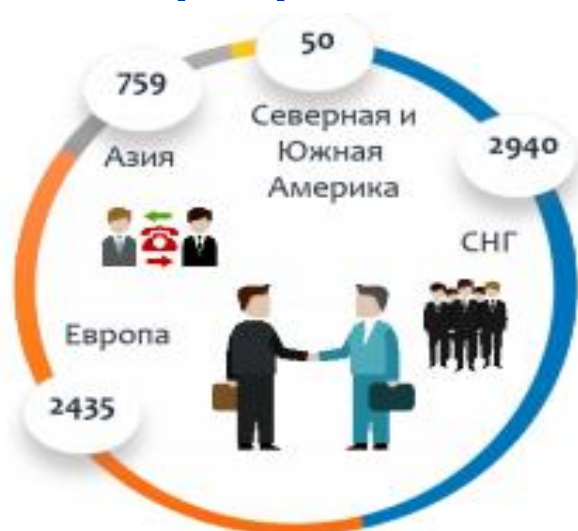 50
759
Северная и
Южная
Америка
Азия
2940
СНГ
Европа
2435